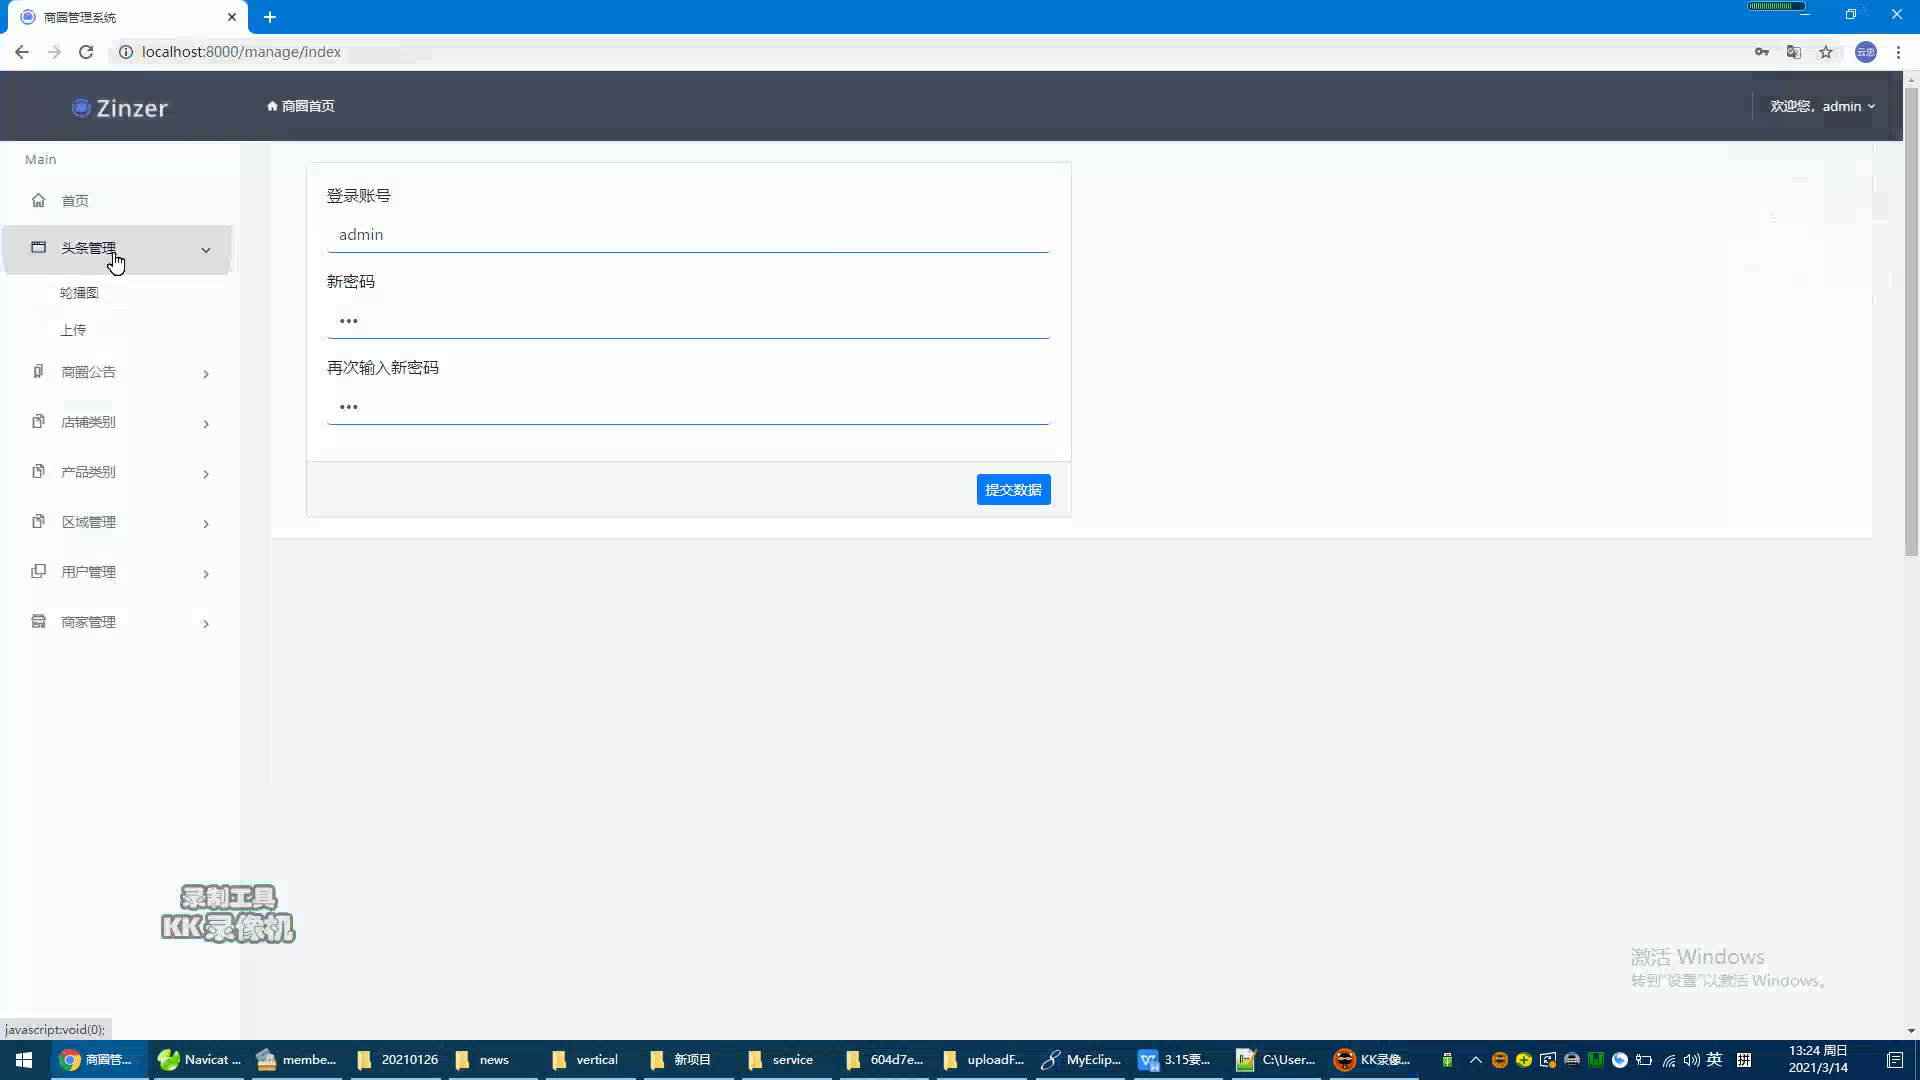 商圈管理系统
localhost:8000/manage/index
云忠
Zinzer
商圈首页
欢迎您，admin
Main
首页
头条管理
轮播图
上传
商圈公告
店铺类别
产品类别
区域管理
用户管理
商家管理
登录账号
admin
新密码
•••
再次输入新密码
•••
提交数据
录制工具
KK录像机
激活 Windows
转到"设置"以激活 Windows。
javascript:void(0);
商圈管...
Navicat ...
membe...
20210126
news
vertical
新项目
service
604d7e...
uploadF...
MyEclip...
3.15要...
C:\User...
KK录像...
英
13:24 周日
2021/3/14